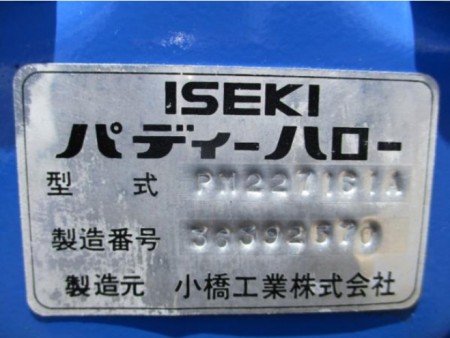 ISEKI
パディーハロー
型式
製造番号 36302570
製造元 小橋工業株式会社